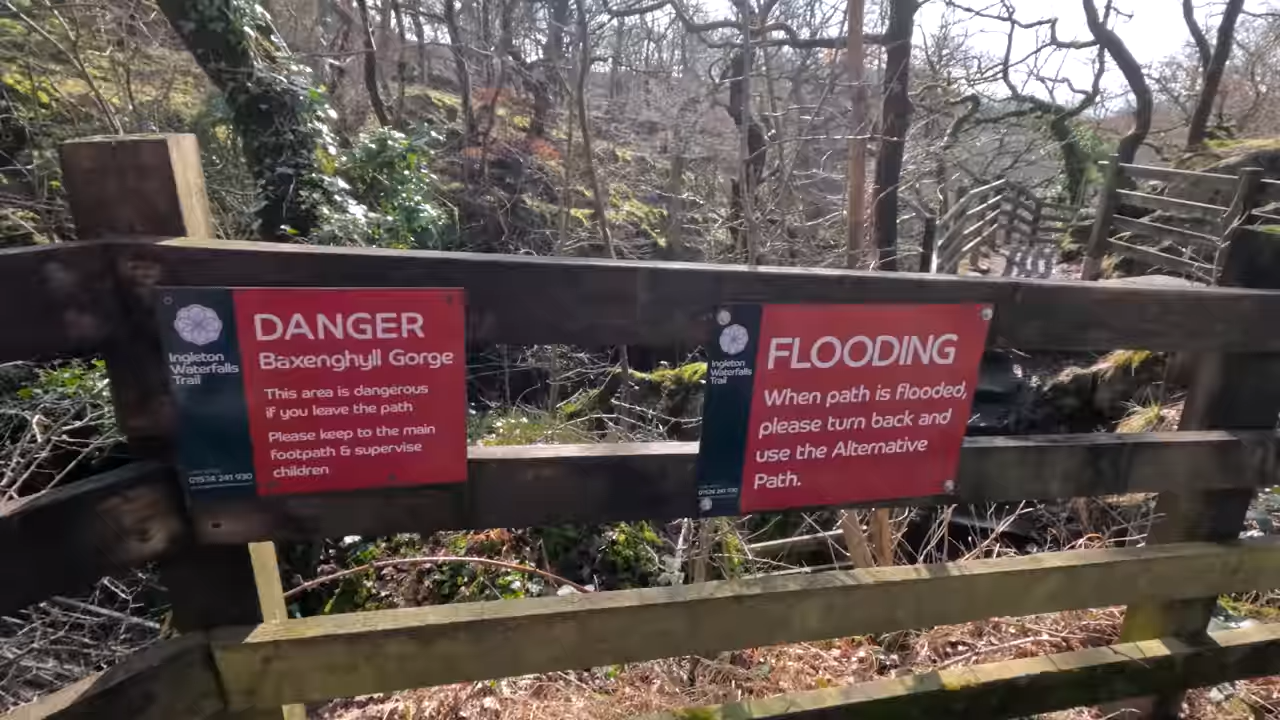 Ingleton
Waterfalls
Trail
DANGER
Baxenghyll Gorge
This area is dangerous
if you leave the path
Please keep to the main
footpath & supervise
children
01524 241 930
Ingleton
Waterfalls
Trail
FLOODING
When path is flooded,
please turn back and
use the Alternative
Path.
01524 241 930